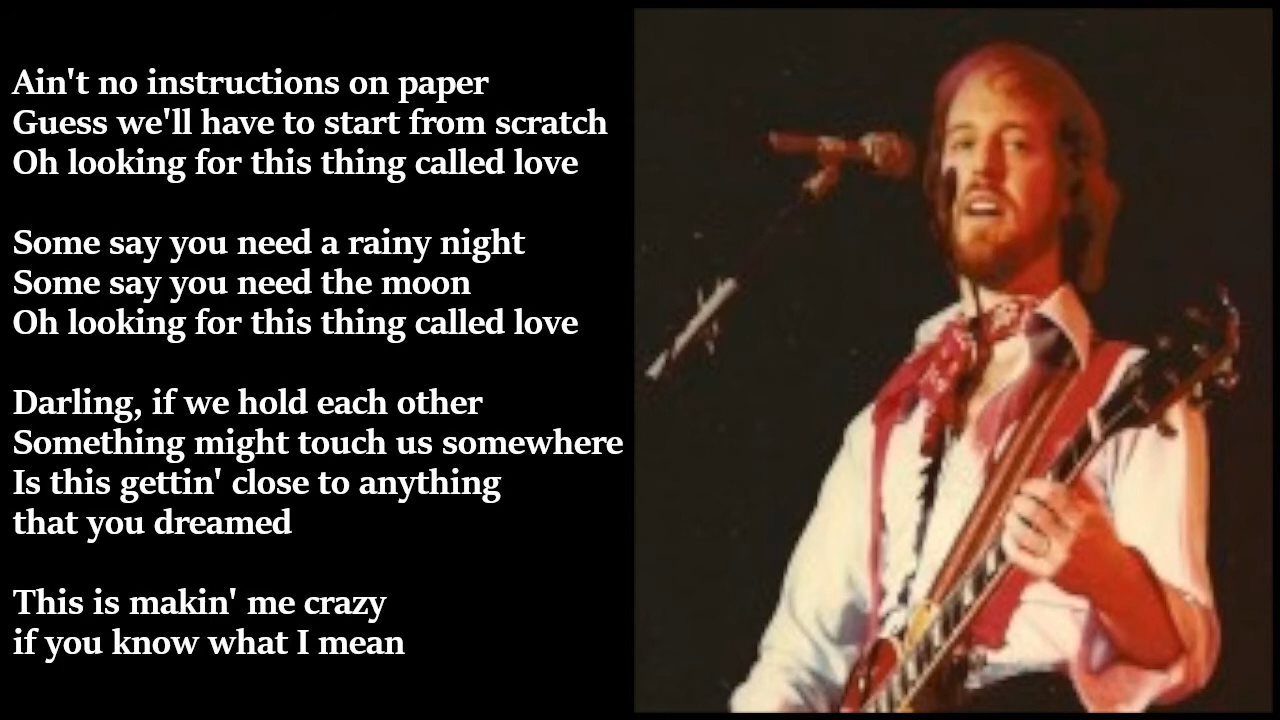 Ain't no instructions on paper
Guess we'll have to start from scratch
Oh looking for this thing called love
Some say you need a rainy night
Some say you need the moon
Oh looking for this thing called love
Darling, if we hold each other
Something might touch us somewhere
Is this gettin' close to anything
that you dreamed
This is makin' me crazy
if you know what I mean